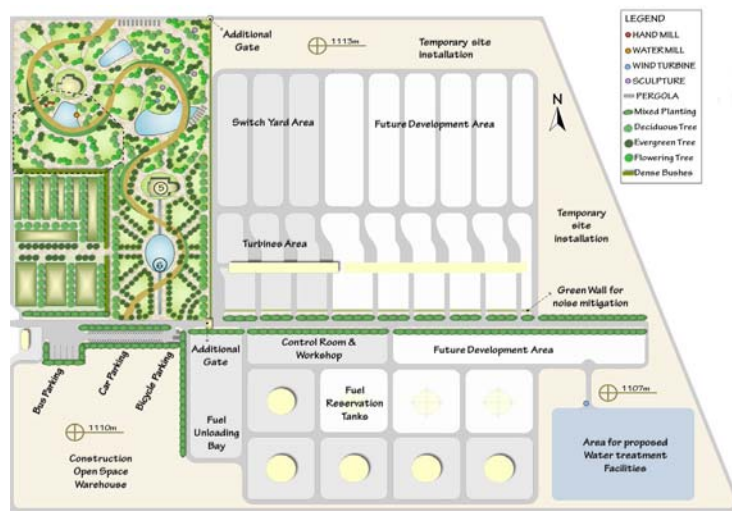 Additional
Gate
1113m
Temporary site
installation
LEGEND
HAND MILL
WATERMILL
WIND TURBINE
SCULPTURE
PERGOLA
Mixed Planting
Deciduous Tree
Evergreen Tree
Flowering Tree
Dense Bushes
N
Switch Yard Area
Future Development Area
5
Temporary
site
installation
Turbines Area
6
Green Wall for
noise mitigation
Additional
Gate
Control Room &
Workshop
Future Development Area
Bus Parking
Car Parking
Bicycle Parking
Fuel
Reservation
Tanks
1107m
Fuel
Unloading
Bay
1110m
Area for proposed
Water treatment
Facilities
Construction
Open Space
Warehouse